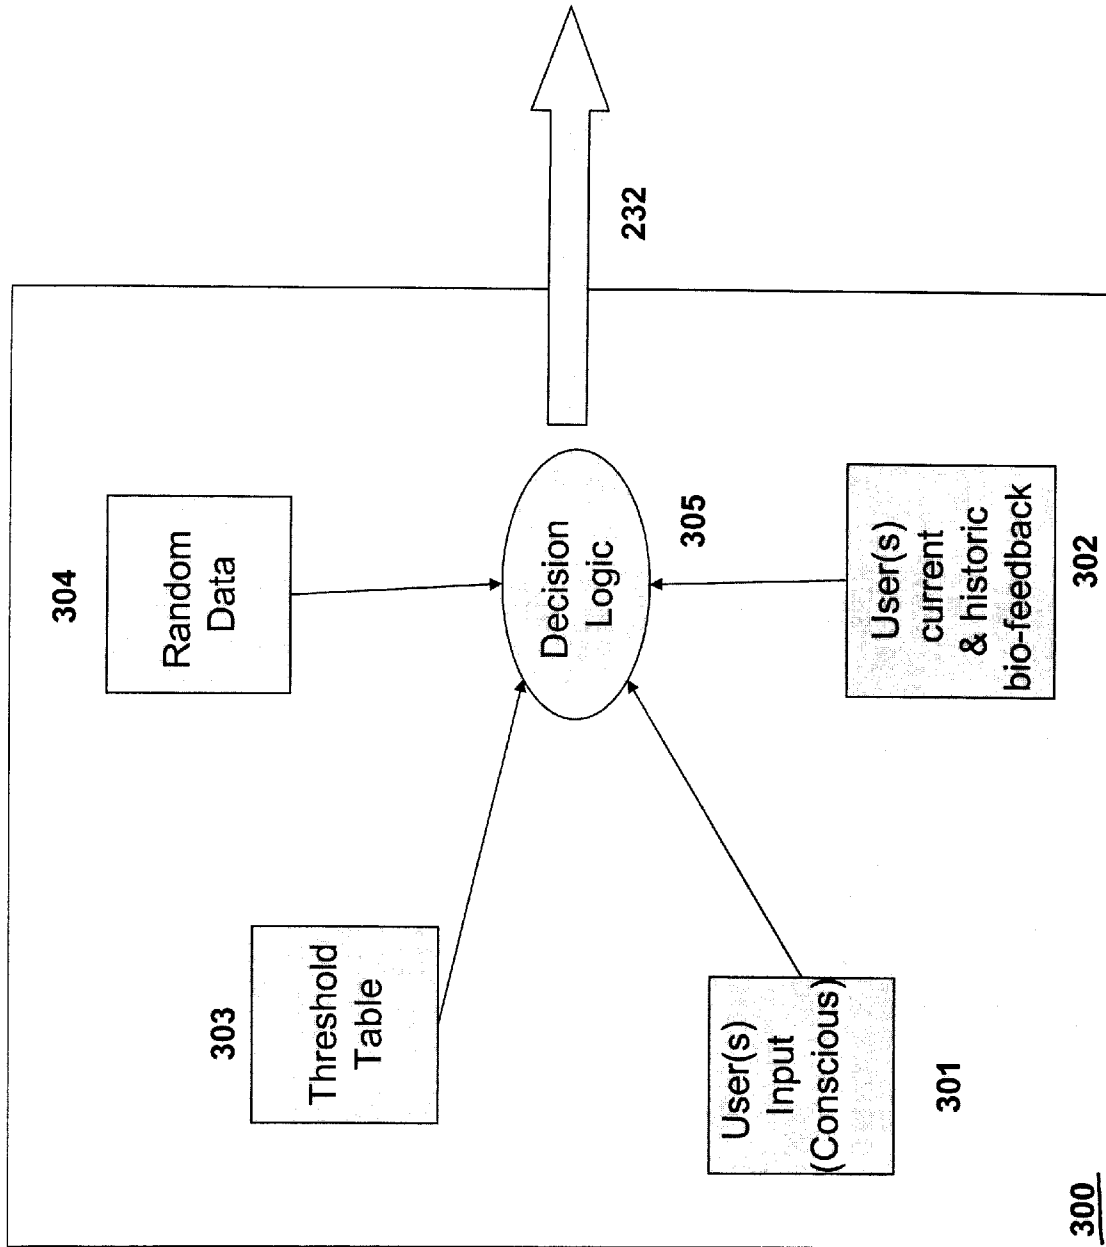 304
Random
Data
303
Threshold
Table
Decision
Logic
305
232
User(s)
Input
(Conscious)
301
User(s)
current
& historic
bio-feedback
302
300